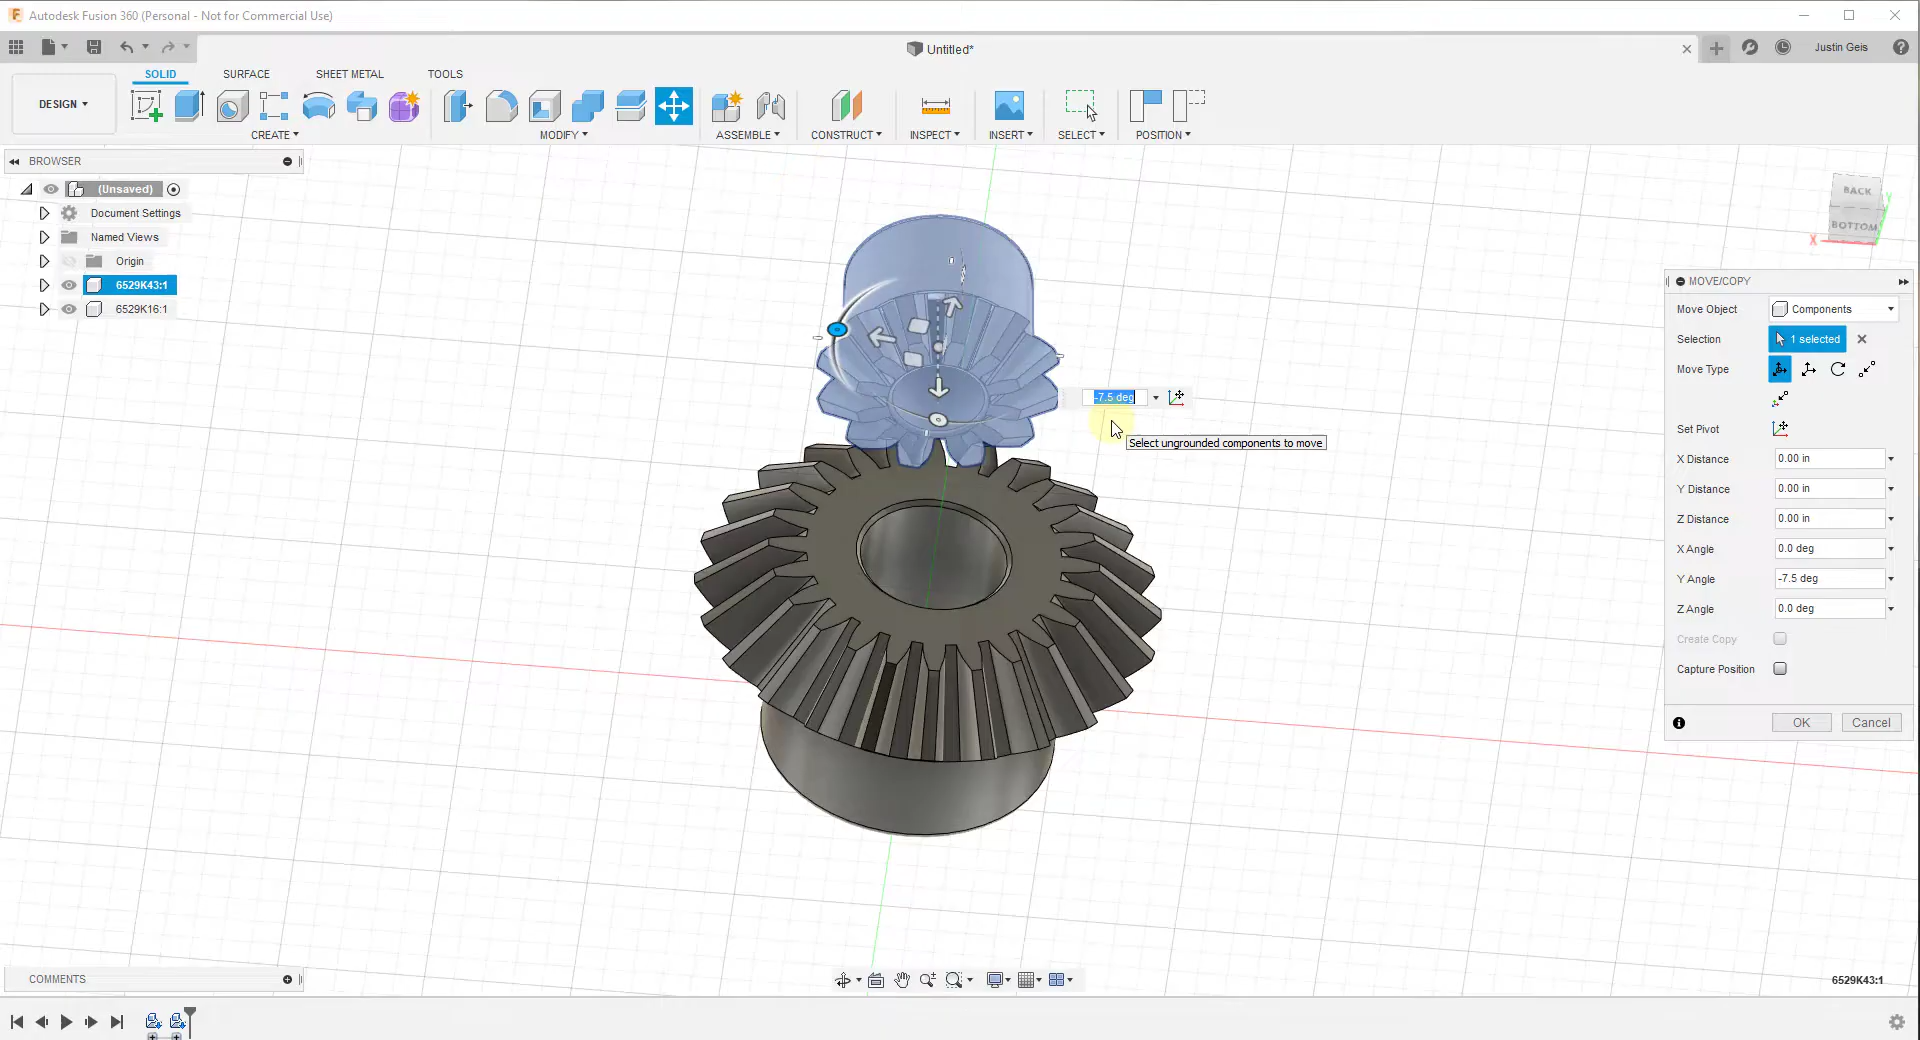 Autodesk Fusion 360 (Personal - Not for Commercial Use)
Untitled*
Justin Geis
DESIGN
SOLID SURFACE SHEET METAL TOOLS
CREATE MODIFY ASSEMBLE CONSTRUCT INSPECT INSERT SELECT POSITION
BROWSER
(Unsaved)
Document Settings
Named Views
Origin
6529K43:1
6529K16:1
BACK
BOTTOM
X
Y
-7.5 deg
Select ungrounded components to move
MOVE/COPY
Move Object Components
Selection 1 selected
Move Type
Set Pivot
X Distance 0.00 in
Y Distance 0.00 in
Z Distance 0.00 in
X Angle 0.0 deg
Y Angle -7.5 deg
Z Angle 0.0 deg
Create Copy
Capture Position
OK Cancel
COMMENTS
6529K43:1